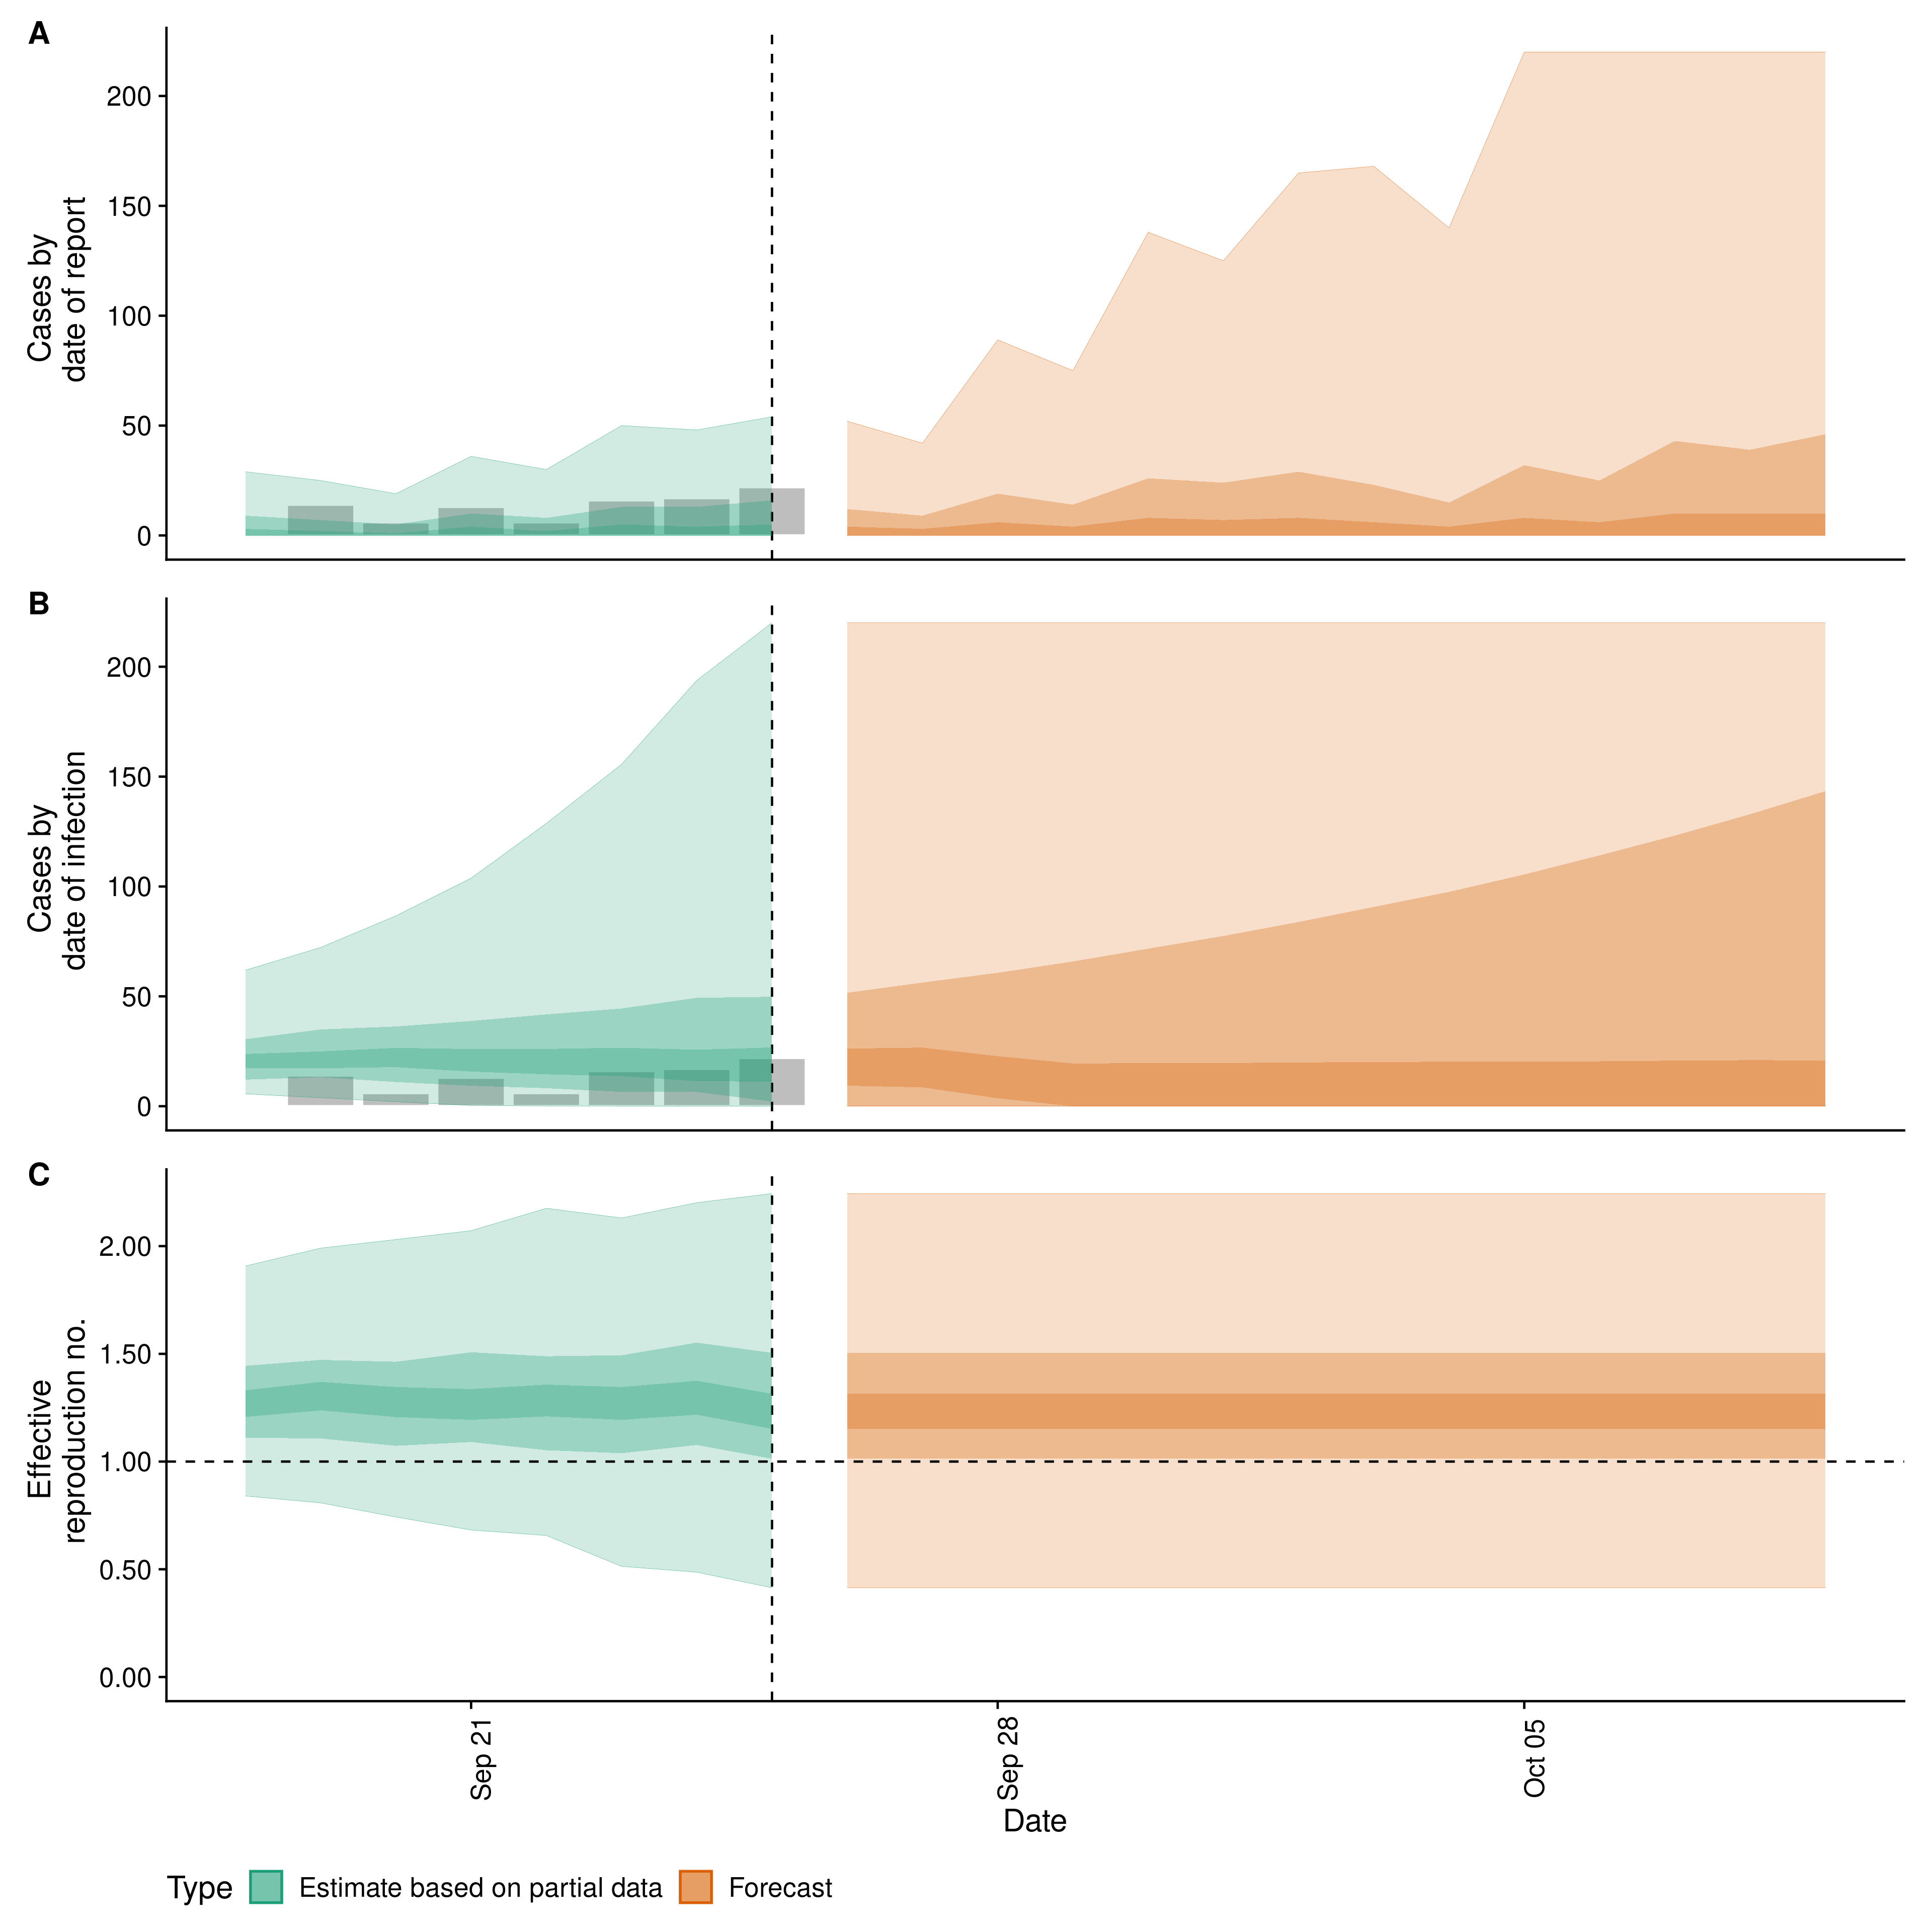 A
Cases by
date of report
200
150
100
50
0
B
Cases by
date of infection
200
150
100
50
0
C
Effective
reproduction no.
2.00
1.50
1.00
0.50
0.00
Sep 21
Sep 28
Oct 05
Date
Type
Estimate based on partial data
Forecast